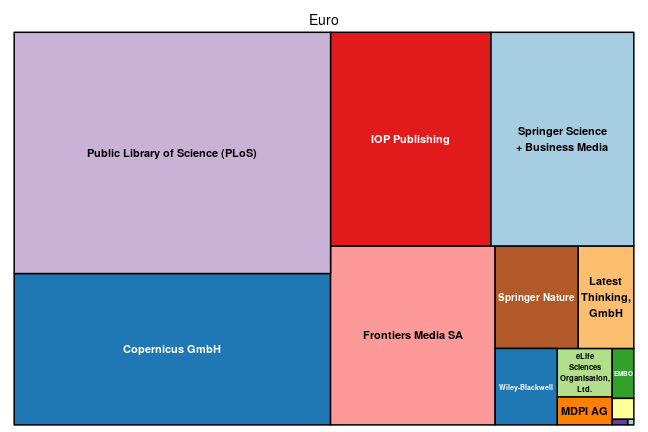 Euro
Public Library of Science (PLoS)
IOP Publishing
Springer Science
+ Business Media
Copernicus GmbH
Frontiers Media SA
Springer Nature
Latest
Thinking,
GmbH
Wiley-Blackwell
eLife
Sciences
Organisation,
Ltd.
EMBO
MDPI AG